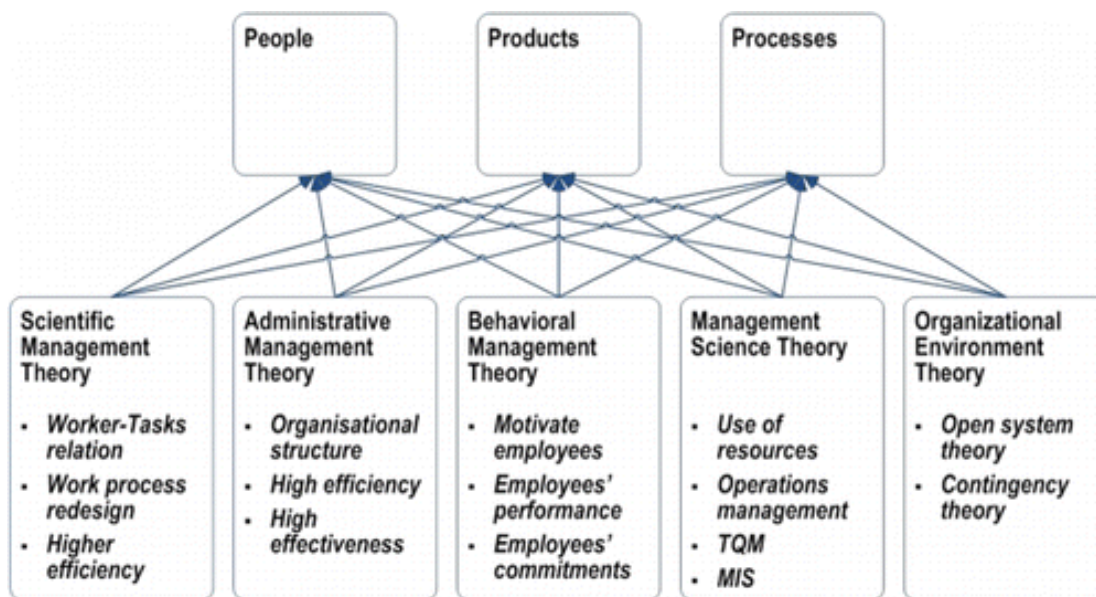 People
Products
Processes
Scientific
Management
Theory
▪ Worker-Tasks
relation
▪ Work process
redesign
▪ Higher
efficiency
Administrative
Management
Theory
▪ Organisational
structure
▪ High efficiency
▪ High
effectiveness
Behavioral
Management
Theory
▪ Motivate
employees
▪ Employees'
performance
▪ Employees'
commitments
Management
Science Theory
▪ Use of
resources
▪ Operations
management
▪ TQM
▪ MIS
Organizational
Environment
Theory
▪ Open system
theory
▪ Contingency
theory